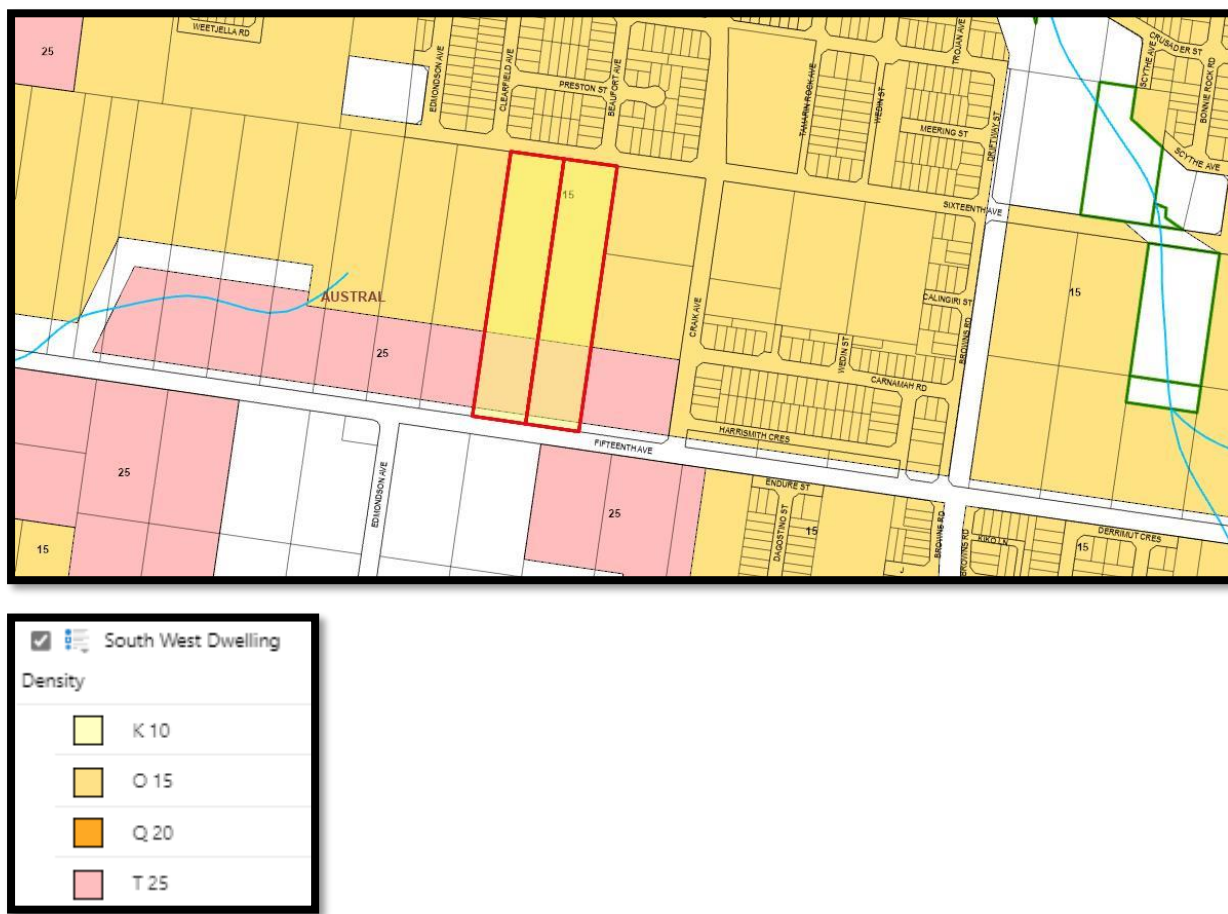 WEETJELLA RD
25
EDMONDSON AVE
CLEARFIELD AVE
PRESTON ST
BEAUFORT AVE
TAMARIN ROCK AVE
WEDIN ST
TROJAN AVE
MEERING ST
DRIFTWAY ST
CRUSADER ST
SCYTHE AVE
BONNIE ROCK RD
SCYTHE AVE
15
SIXTEENTH AVE
AUSTRAL
15
CALINGIRI ST
CRAIK AVE
WEDIN ST
BROWNS RD
25
CARNAMAH RD
HARRISMITH CRES
FIFTEENTH AVE
25
EDMONDSON AVE
25
ENDURE ST
DAGOSTINO ST
15
BROWNS RD
BROWNS RD
15
DERRIMUT CRES
15
South West Dwelling
Density
K 10
O 15
Q 20
T 25